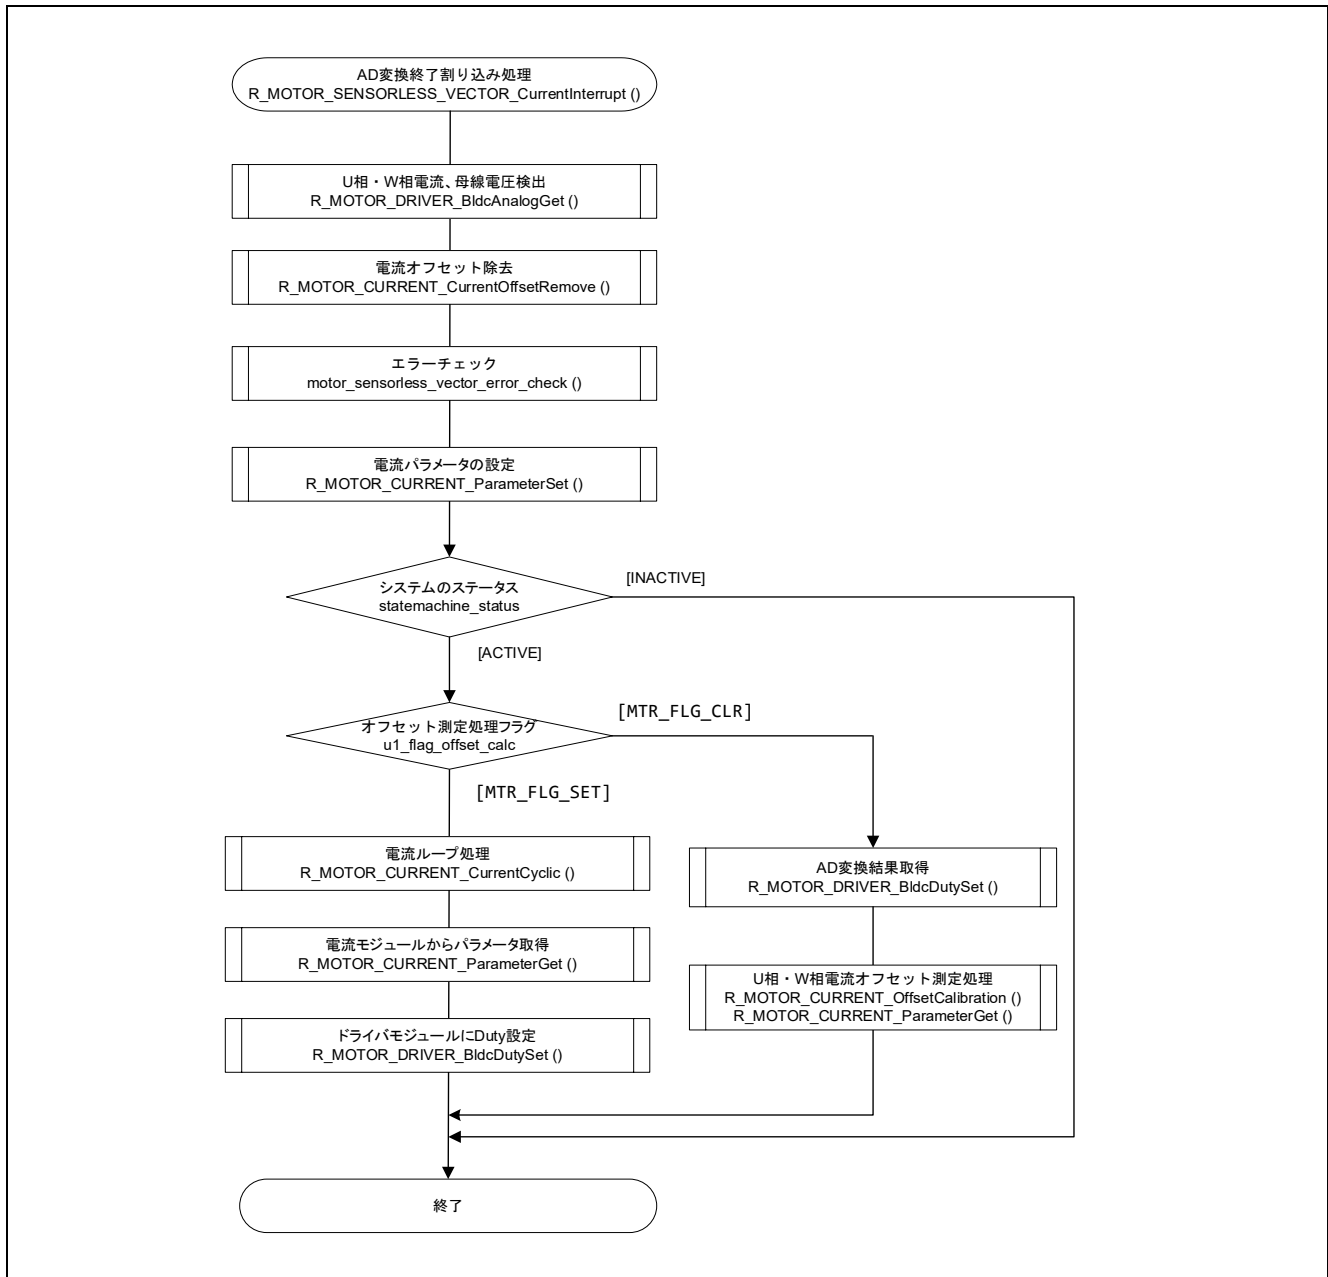 AD変換終了割り込み処理
R_MOTOR_SENSORLESS_VECTOR_CurrentInterrupt ()
U相・W相電流、母線電圧検出
R_MOTOR_DRIVER_BldcAnalogGet ()
電流オフセット除去
R_MOTOR_CURRENT_CurrentOffsetRemove ()
エラーチェック
motor_sensorless_vector_error_check ()
電流パラメータの設定
R_MOTOR_CURRENT_ParameterSet ()
システムのステータス
statemachine_status
[INACTIVE]
[ACTIVE]
オフセット測定処理フラグ
u1_flag_offset_calc
[MTR_FLG_CLR]
[MTR_FLG_SET]
電流ループ処理
R_MOTOR_CURRENT_CurrentCyclic ()
電流モジュールからパラメータ取得
R_MOTOR_CURRENT_ParameterGet ()
ドライバモジュールにDuty設定
R_MOTOR_DRIVER_BldcDutySet ()
AD変換結果取得
R_MOTOR_DRIVER_BldcDutySet ()
U相・W相電流オフセット測定処理
R_MOTOR_CURRENT_OffsetCalibration ()
R_MOTOR_CURRENT_ParameterGet ()
終了